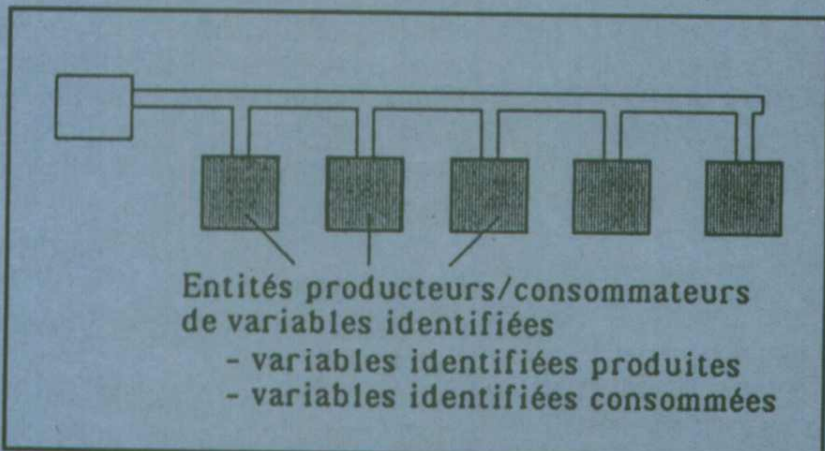 Entités producteurs/consommateurs
de variables identifiées
- variables identifiées produites
- variables identifiées consommées